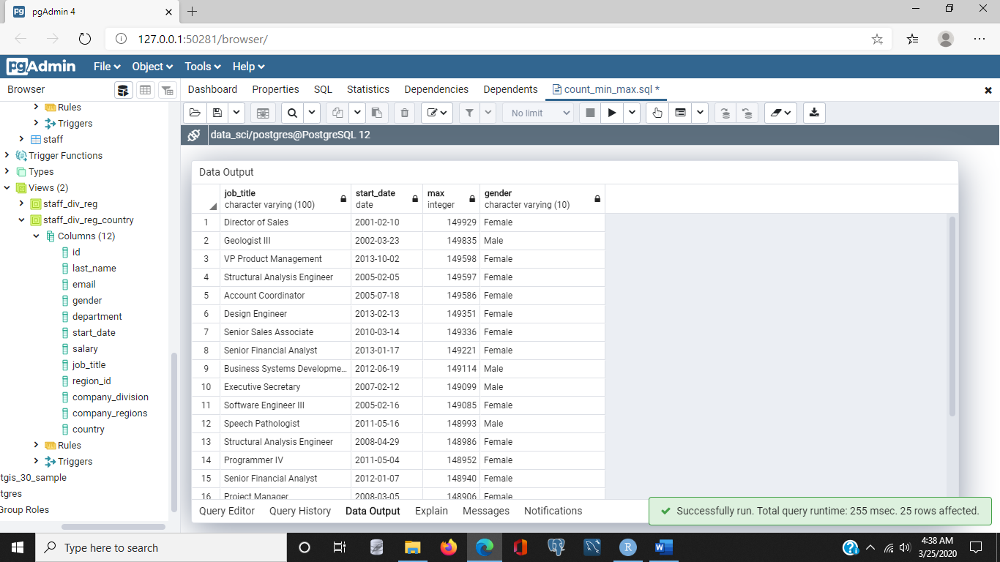 pgAdmin 4
127.0.0.1:50281/browser/
pgAdmin File Object Tools Help
Browser
Dashboard Properties SQL Statistics Dependencies Dependents count_min_max.sql *
No limit
data_sci/postgres@PostgreSQL 12
Rules
Triggers
staff
Trigger Functions
Types
Views (2)
staff_div_reg
staff_div_reg_country
Columns (12)
id
last_name
email
gender
department
start_date
salary
job_title
region_id
company_division
company_regions
country
Rules
Triggers
tgis_30_sample
tgres
Group Roles
Data Output
job_title start_date max gender
character varying (100) date integer character varying (10)
1 Director of Sales 2001-02-10 149929 Female
2 Geologist III 2002-03-23 149835 Male
3 VP Product Management 2013-10-02 149598 Female
4 Structural Analysis Engineer 2005-02-05 149597 Female
5 Account Coordinator 2005-07-18 149586 Female
6 Design Engineer 2013-02-13 149351 Female
7 Senior Sales Associate 2010-03-14 149336 Female
8 Senior Financial Analyst 2013-01-17 149221 Female
9 Business Systems Developme... 2012-06-19 149114 Male
10 Executive Secretary 2007-02-12 149099 Male
11 Software Engineer III 2005-02-16 149085 Female
12 Speech Pathologist 2011-05-16 148993 Male
13 Structural Analysis Engineer 2008-04-29 148986 Female
14 Programmer IV 2011-05-04 148952 Female
15 Senior Financial Analyst 2012-01-07 148940 Female
16 Project Manager 2008-03-05 148906 Female
Query Editor Query History Data Output Explain Messages Notifications
Successfully run. Total query runtime: 255 msec. 25 rows affected.
Type here to search
4:38 AM
3/25/2020